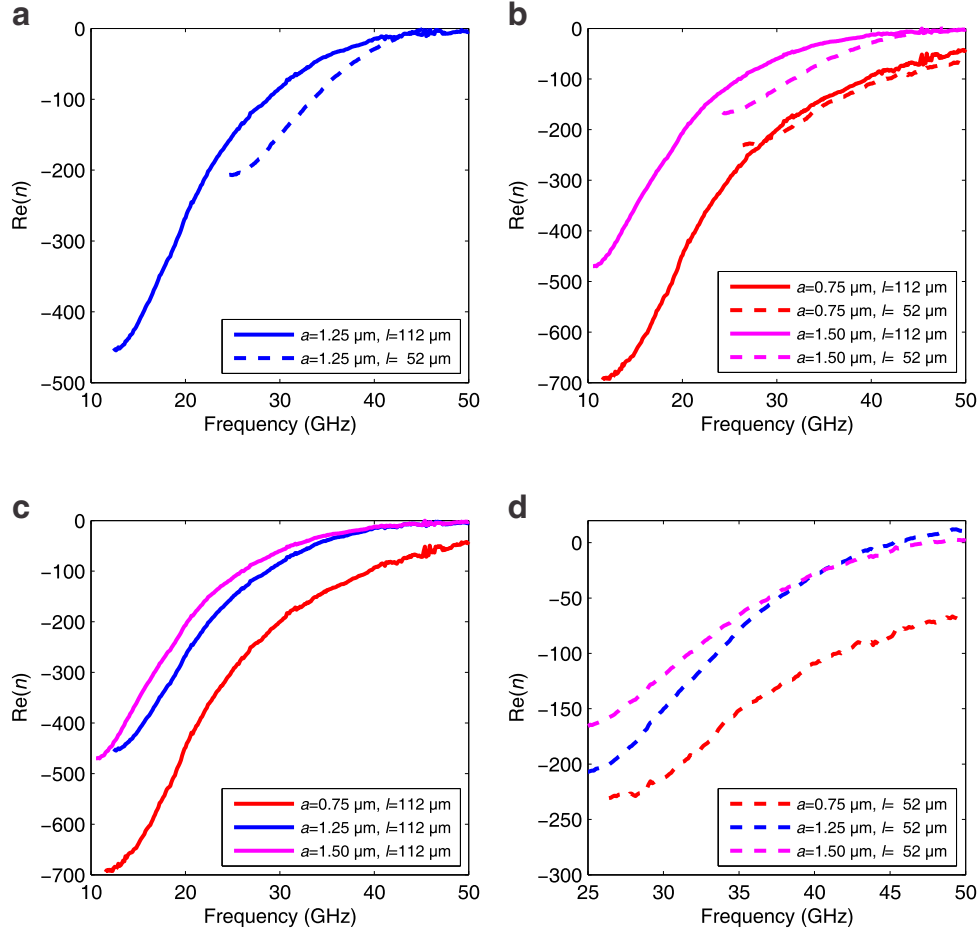 a
0
−100
−200
−300
−400
−500
Re(n)
10 20 30 40 50
Frequency (GHz)
a=1.25 µm, l=112 µm
a=1.25 µm, l= 52 µm
b
0
−100
−200
−300
−400
−500
−600
−700
Re(n)
10 20 30 40 50
Frequency (GHz)
a=0.75 µm, l=112 µm
a=0.75 µm, l= 52 µm
a=1.50 µm, l=112 µm
a=1.50 µm, l= 52 µm
c
0
−100
−200
−300
−400
−500
−600
−700
Re(n)
10 20 30 40 50
Frequency (GHz)
a=0.75 µm, l=112 µm
a=1.25 µm, l=112 µm
a=1.50 µm, l=112 µm
d
0
−50
−100
−150
−200
−250
−300
Re(n)
25 30 35 40 45 50
Frequency (GHz)
a=0.75 µm, l= 52 µm
a=1.25 µm, l= 52 µm
a=1.50 µm, l= 52 µm